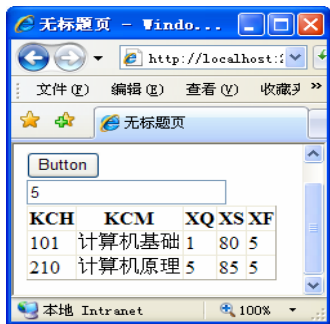 无标题页 - Windo...
http://localhost:
文件(F) 编辑(E) 查看(V) 收藏 »
无标题页
Button
5
KCH KCM XQ XS XF
101 计算机基础 1 80 5
210 计算机原理 5 85 5
本地 Intranet 100%